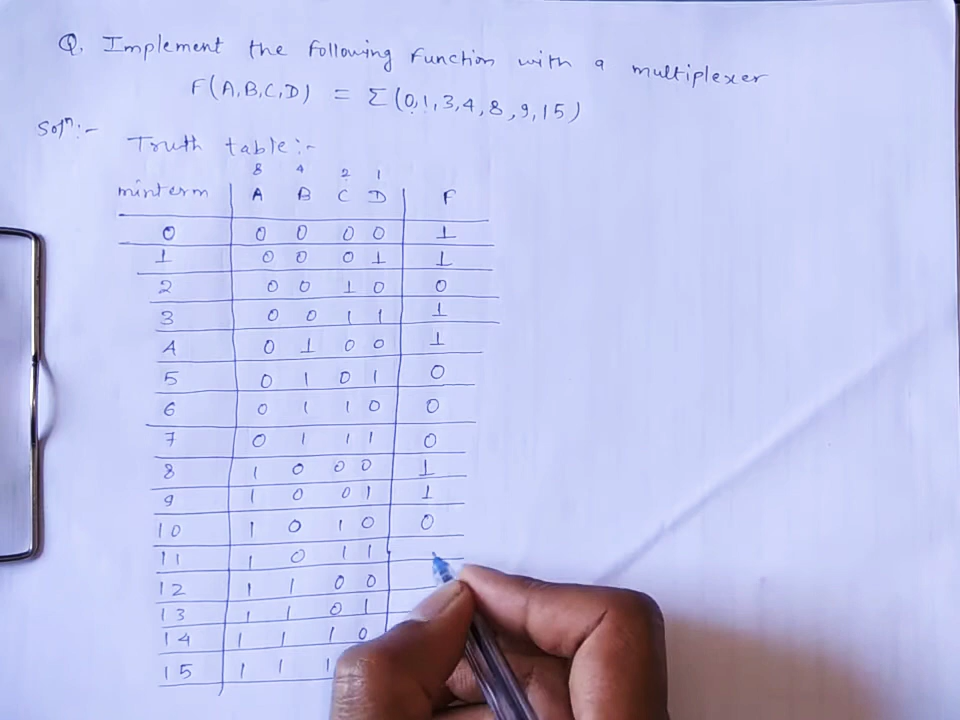 Q. Implement the following function with a multiplexer
F(A,B,C,D) = Σ(0,1,3,4,8,9,15)
Solⁿ:-
Truth table:-
8 4 2 1
minterm A B C D F
0 0 0 0 0 1
1 0 0 0 1 1
2 0 0 1 0 0
3 0 0 1 1 1
4 0 1 0 0 1
5 0 1 0 1 0
6 0 1 1 0 0
7 0 1 1 1 0
8 1 0 0 0 1
9 1 0 0 1 1
10 1 0 1 0 0
11 1 0 1 1
12 1 1 0 0
13 1 1 0 1
14 1 1 1 0
15 1 1 1